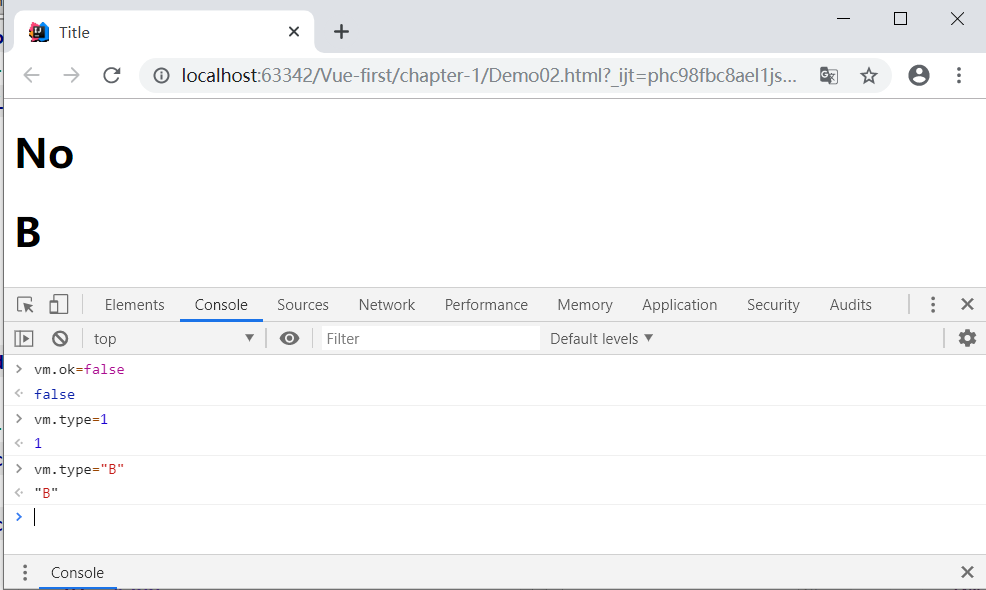 Title
localhost:63342/Vue-first/chapter-1/Demo02.html?_ijt=phc98fbc8ael1js...
No
B
Elements Console Sources Network Performance Memory Application Security Audits
top Filter Default levels
vm.ok=false
false
vm.type=1
1
vm.type="B"
"B"
Console